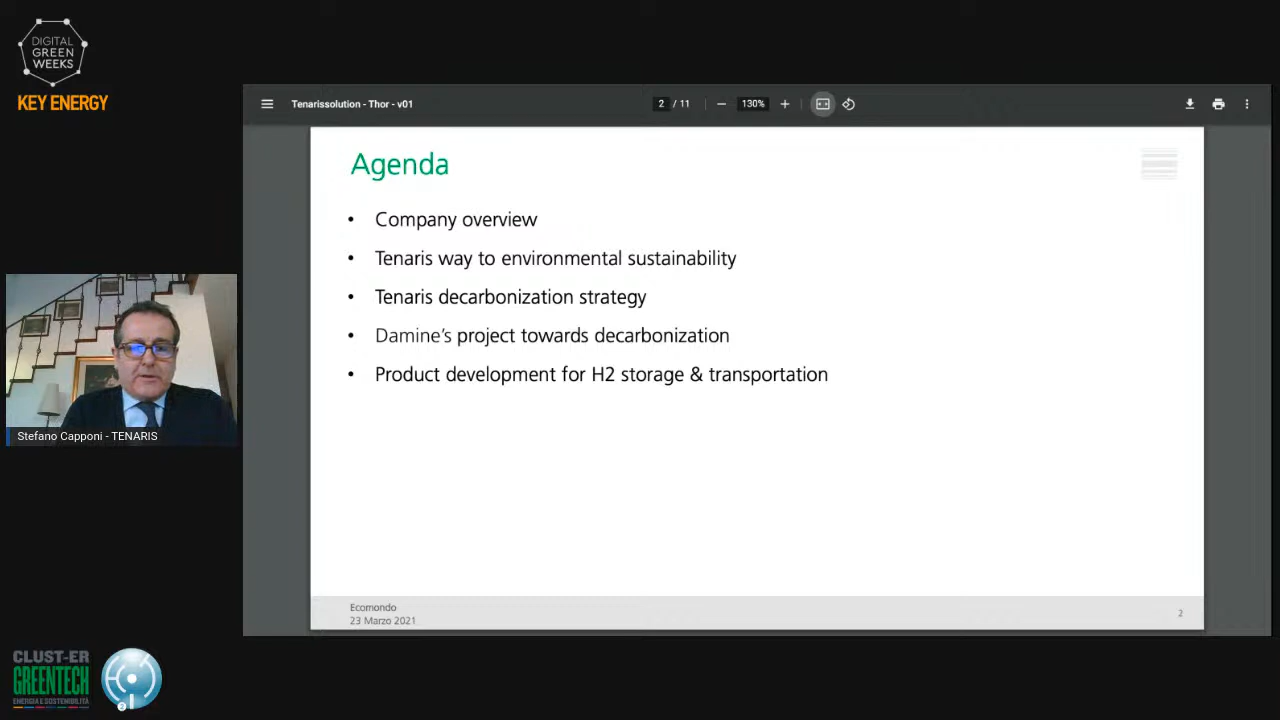 DIGITAL
GREEN
WEEKS
KEY ENERGY
Tenarissolution - Thor - v01
2 / 11
130%
Agenda
• Company overview
• Tenaris way to environmental sustainability
• Tenaris decarbonization strategy
• Damine's project towards decarbonization
• Product development for H2 storage & transportation
Stefano Capponi - TENARIS
Ecomondo
23 Marzo 2021
2
CLUST-ER
GREENTECH
ENERGIA E SOSTENIBILITÀ
2